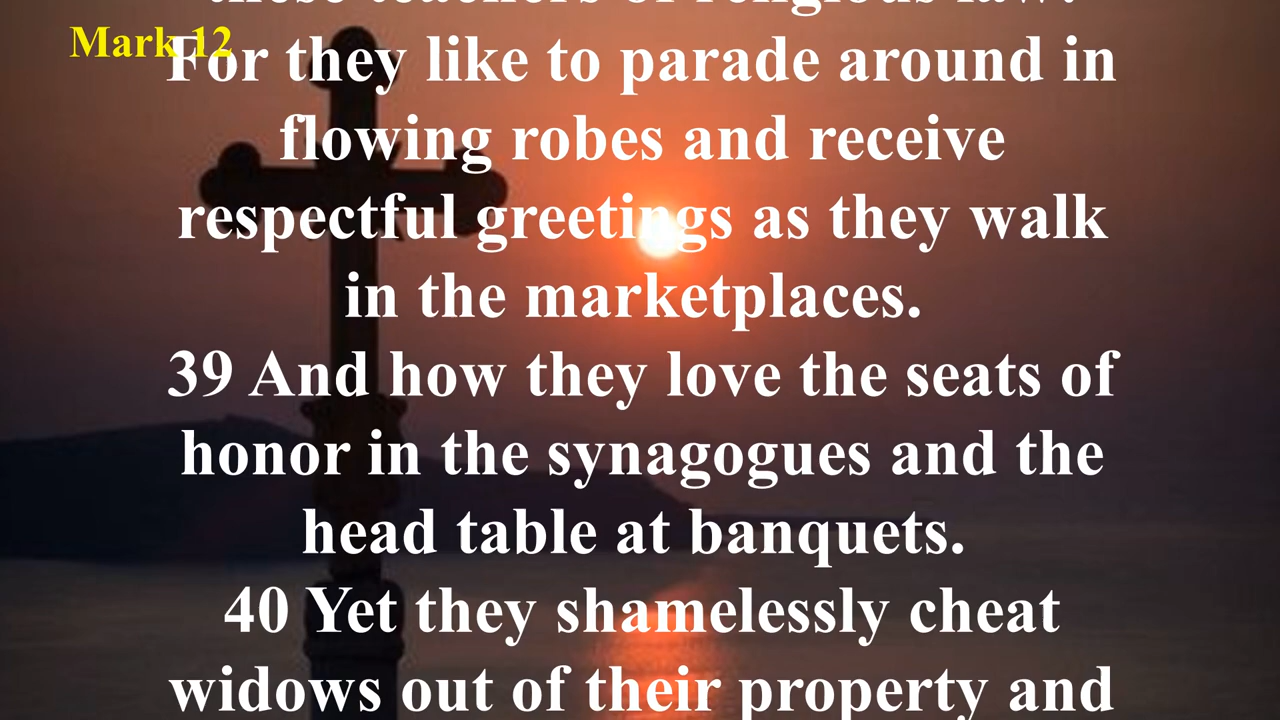 these teachers of religious law!
Mark 12
For they like to parade around in
flowing robes and receive
respectful greetings as they walk
in the marketplaces.
39 And how they love the seats of
honor in the synagogues and the
head table at banquets.
40 Yet they shamelessly cheat
widows out of their property and